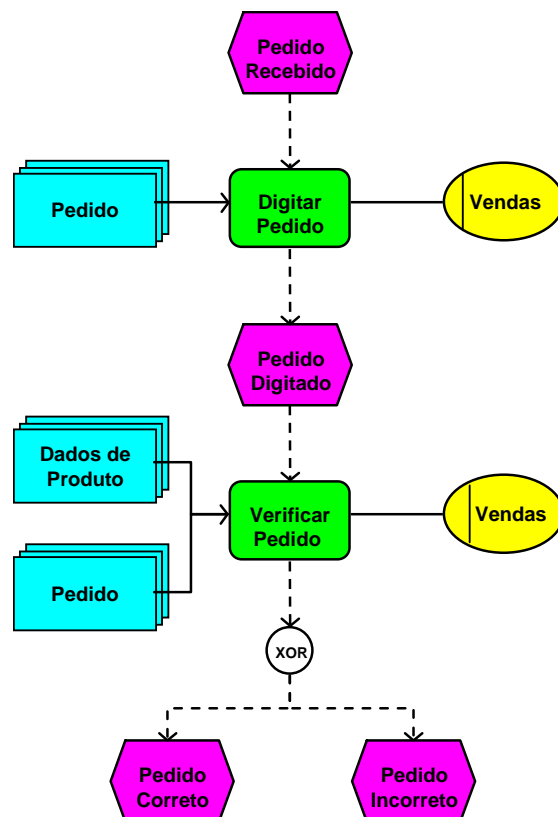 Pedido
Recebido
Pedido
Digitar
Pedido
Vendas
Pedido
Digitado
Dados de
Produto
Verificar
Pedido
Vendas
Pedido
XOR
Pedido
Correto
Pedido
Incorreto